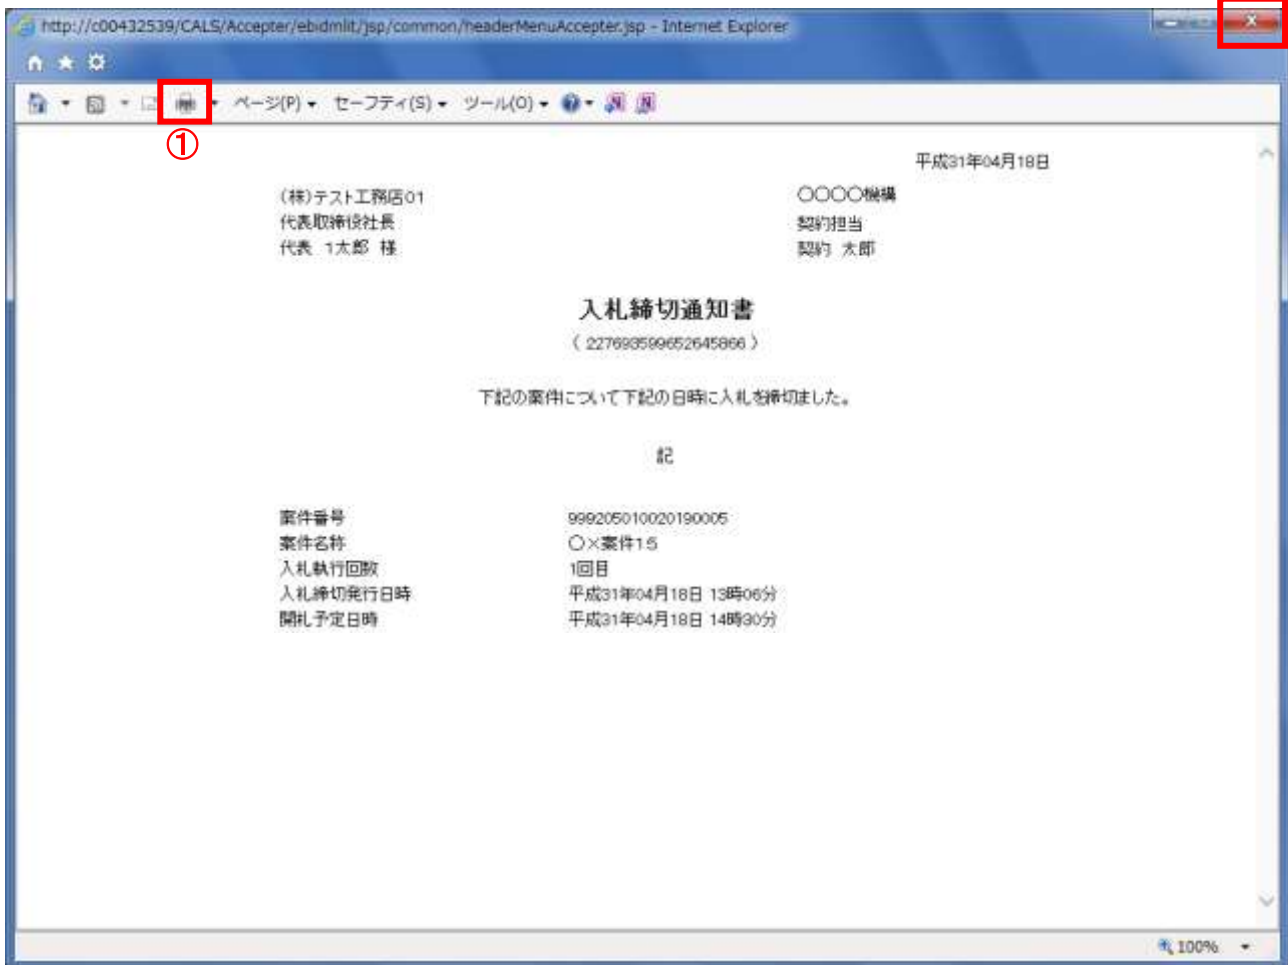 http://c00432539/CALS/Accepter/ebidmlit/jsp/common/headerMenuAccepter.jsp - Internet Explorer
ページ(P) セーフティ(S) ツール(O)
①
平成31年04月18日
(株)テスト工務店01 〇〇〇〇機構
代表取締役社長 契約担当
代表 1太郎 様 契約 太郎
入札締切通知書
( 227693599652645866 )
下記の案件について下記の日時に入札を締切ました。
記
案件番号 999205010020190005
案件名称 〇×案件15
入札執行回数 1回目
入札締切発行日時 平成31年04月18日 13時06分
開札予定日時 平成31年04月18日 14時30分
100%